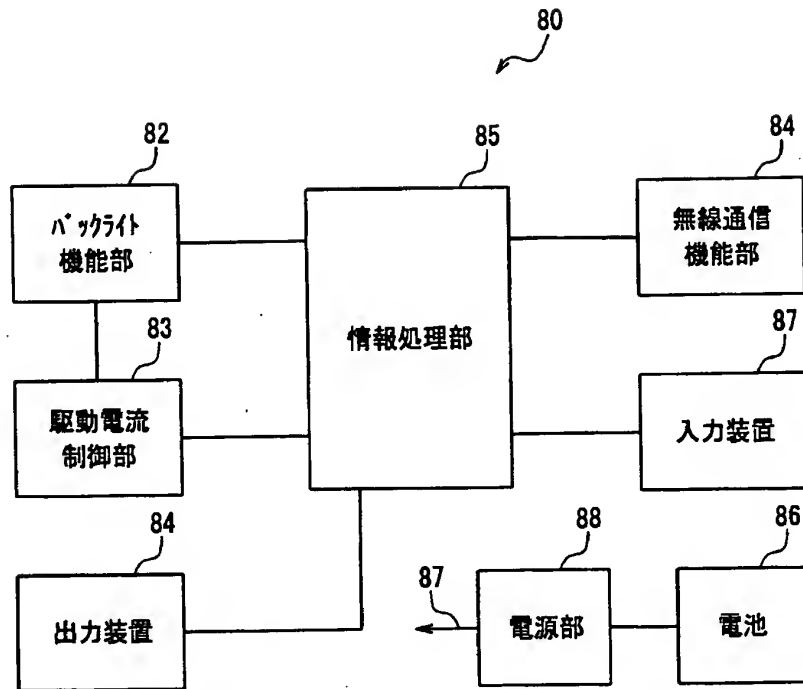 80
82
バックライト
機能部
85
情報処理部
84
無線通信
機能部
83
駆動電流
制御部
87
入力装置
84
出力装置
87
88
電源部
86
電池